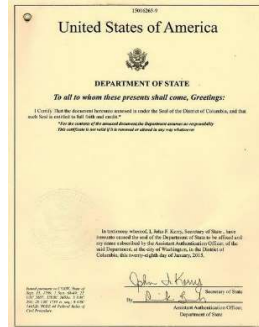 15016265-9
United States of America
DEPARTMENT OF STATE
To all to whom these presents shall come, Greetings:
I Certify That the document hereunto annexed is under the Seal of the District of Columbia, and that
such Seal is entitled to full faith and credit.*
*For the contents of the annexed document, the Department assumes no responsibility
This certificate is not valid if it is removed or altered in any way whatsoever
In testimony whereof, I, John F. Kerry, Secretary of State, have
hereunto caused the seal of the Department of State to be affixed and
my name subscribed by the Assistant Authentication Officer, of the
said Department, at the city of Washington, in the District of
Columbia, this twenty-eighth day of January, 2015.
Secretary of State
By
Assistant Authentication Officer,
Department of State